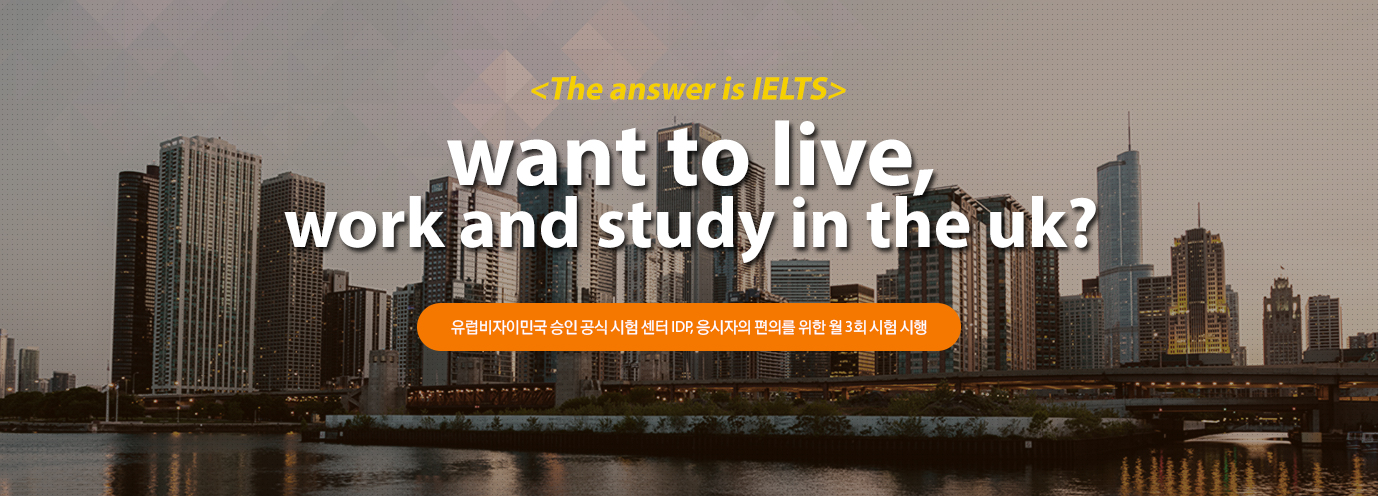 <The answer is IELTS>
want to live,
work and study in the uk?
유럽비자이민국 승인 공식 시험 센터 IDP, 응시자의 편의를 위한 월 3회 시험 시행